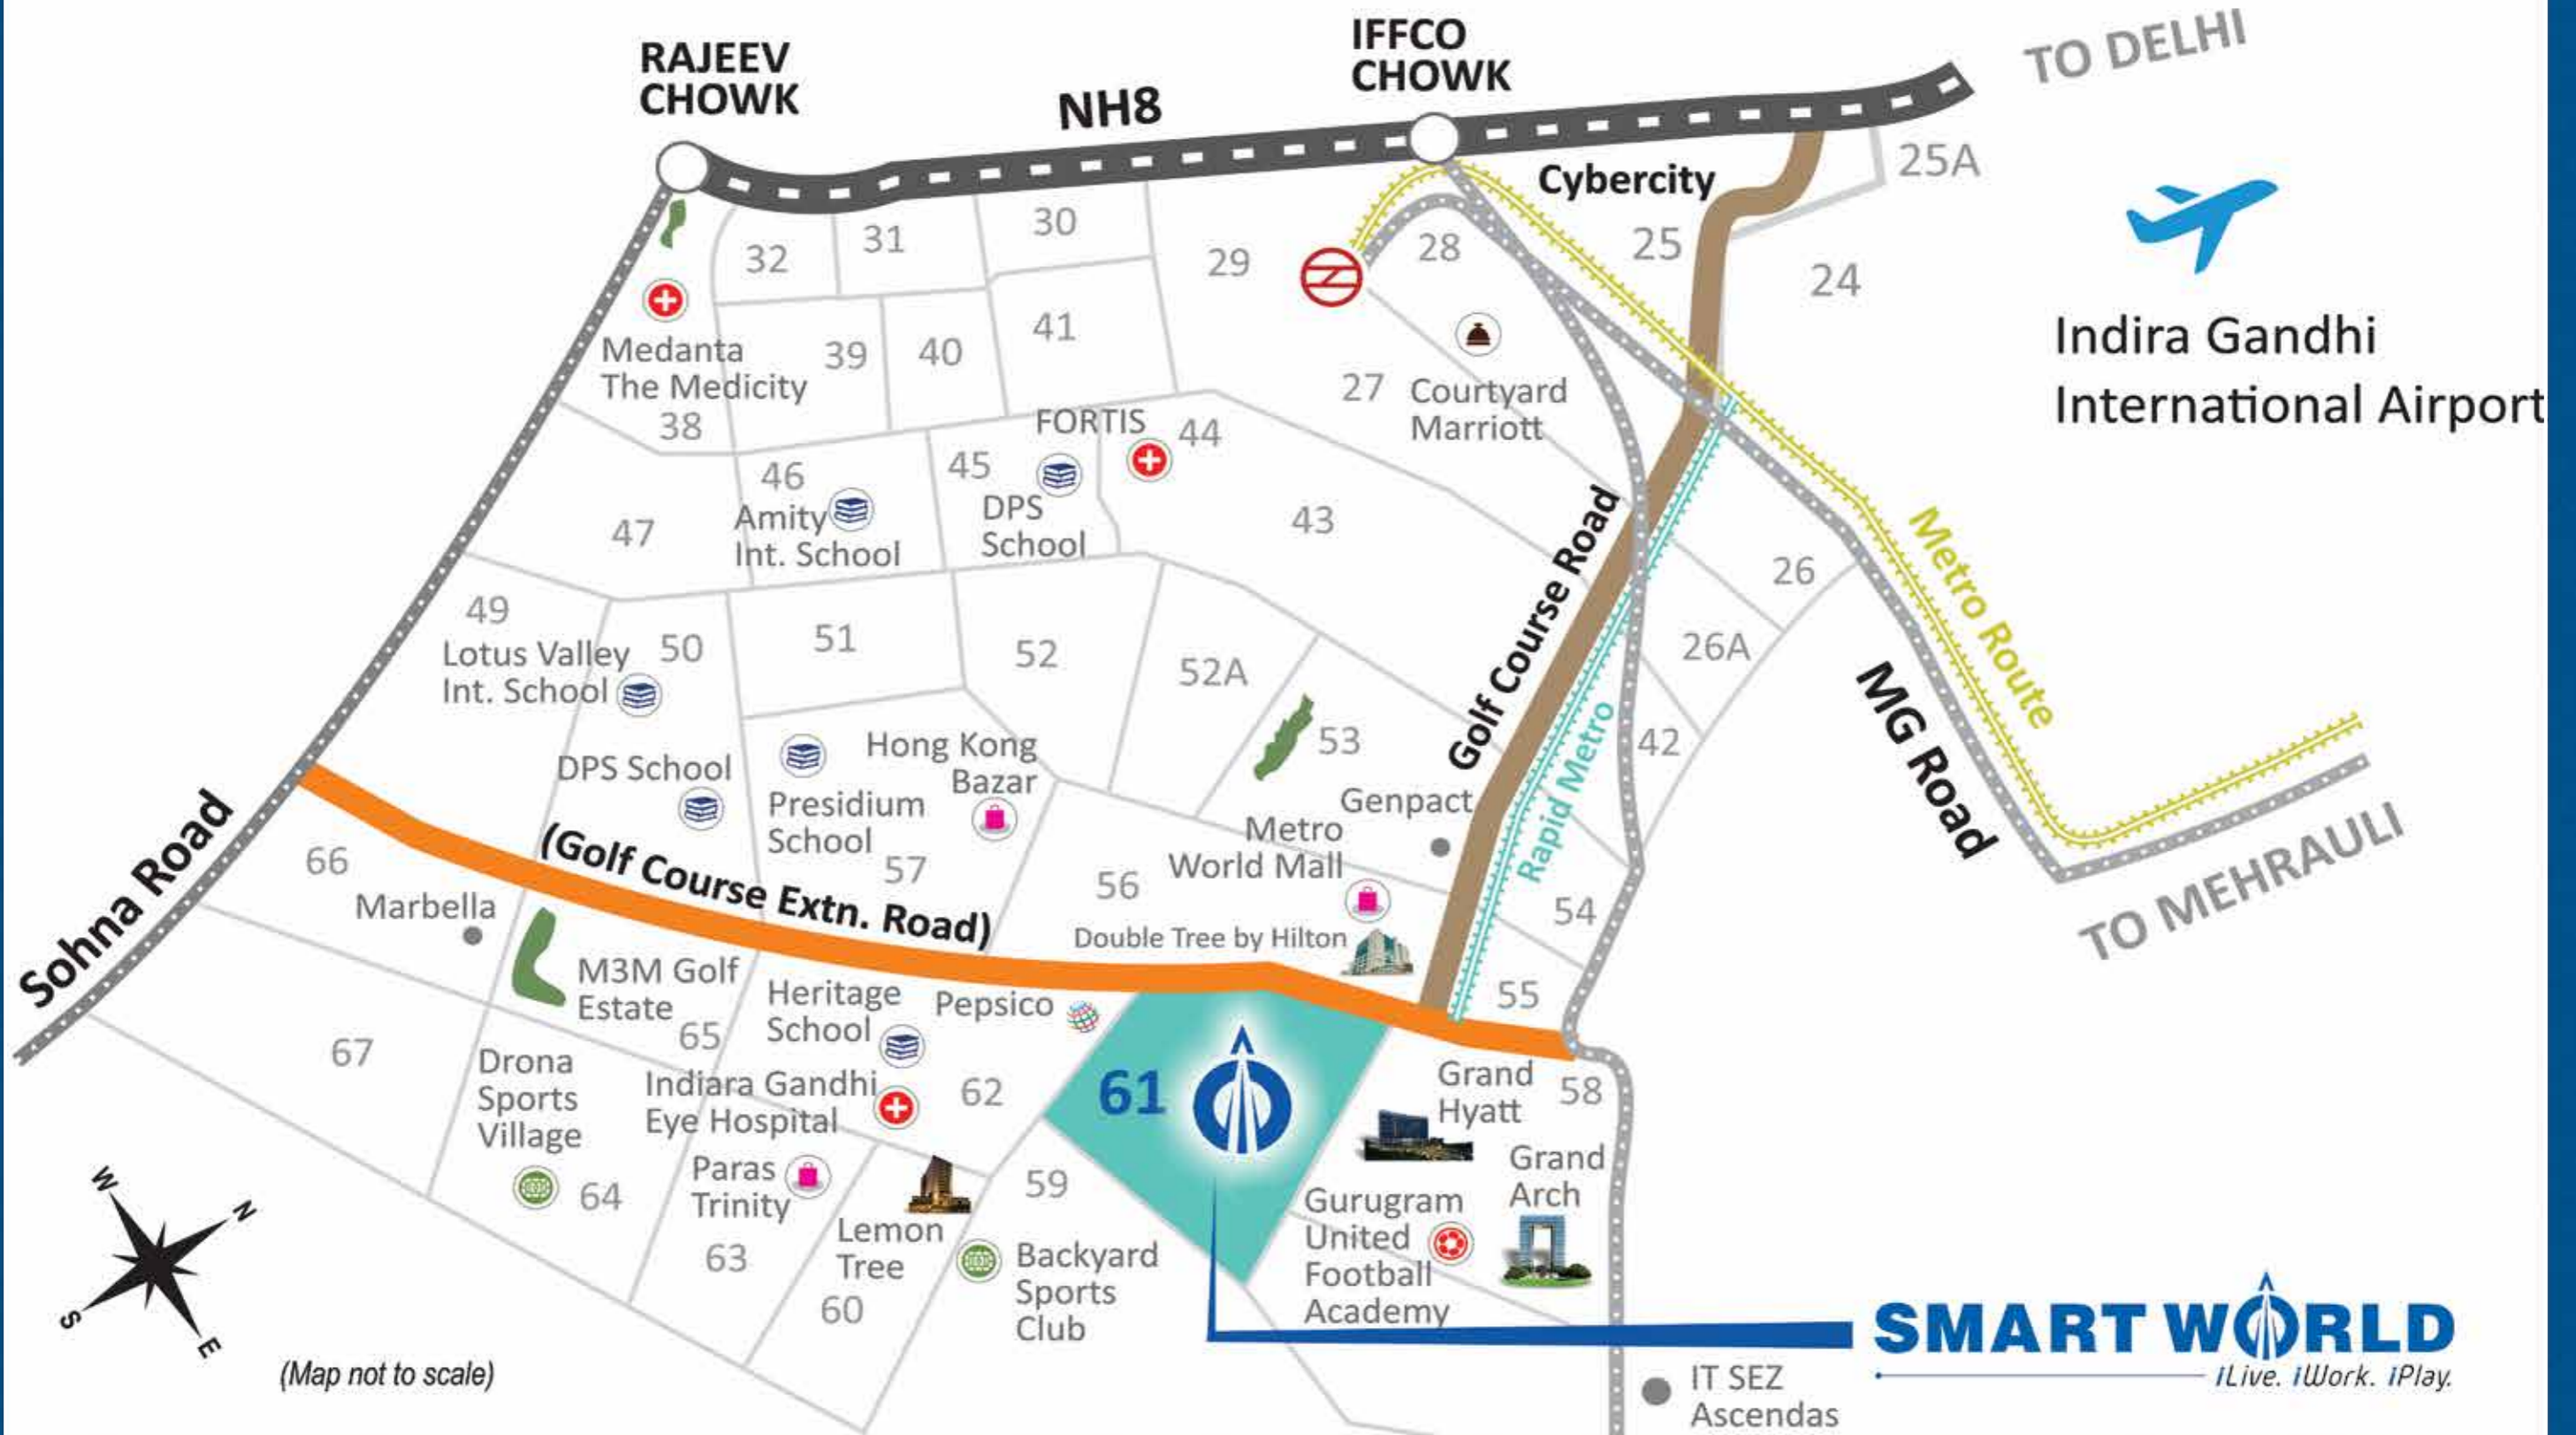 RAJEEV
CHOWK
NH8
IFFCO
CHOWK
TO DELHI
Cybercity
25A
25
24
Indira Gandhi
International Airport
32
31
30
29
28
Medanta
The Medicity
38
39
40
41
27
Courtyard
Marriott
FORTIS
44
45
DPS
School
46
Amity
Int. School
47
43
26
26A
42
Golf Course Road
Rapid Metro
Metro Route
MG Road
TO MEHRAULI
49
Lotus Valley
Int. School
50
51
52
52A
53
DPS School
Presidium
School
57
Hong Kong
Bazar
Genpact
Metro
World Mall
56
Double Tree by Hilton
54
55
Sohna Road
(Golf Course Extn. Road)
66
Marbella
67
M3M Golf
Estate
65
Heritage
School
Pepsico
Drona
Sports
Village
64
Indiara Gandhi
Eye Hospital
62
61
Grand
Hyatt
58
Paras
Trinity
63
Lemon
Tree
60
59
Backyard
Sports
Club
Gurugram
United
Football
Academy
Grand
Arch
W
N
S
E
(Map not to scale)
SMART WORLD
iLive. iWork. iPlay.
IT SEZ
Ascendas